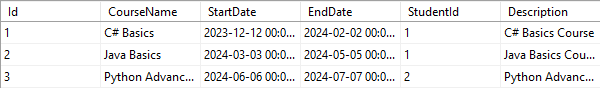 Id CourseName StartDate EndDate StudentId Description
1 C# Basics 2023-12-12 00:0... 2024-02-02 00:0... 1 C# Basics Course
2 Java Basics 2024-03-03 00:0... 2024-05-05 00:0... 1 Java Basics Cou...
3 Python Advanc... 2024-06-06 00:0... 2024-07-07 00:0... 2 Python Advanc...